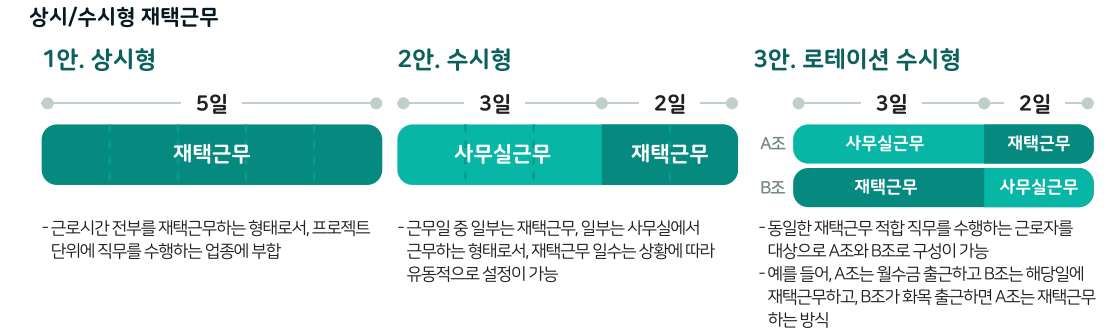 상시/수시형 재택근무
1안. 상시형
5일
재택근무
- 근로시간 전부를 재택근무하는 형태로서, 프로젝트
단위에 직무를 수행하는 업종에 부합
2안. 수시형
3일 2일
사무실근무 재택근무
- 근무일 중 일부는 재택근무, 일부는 사무실에서
근무하는 형태로서, 재택근무 일수는 상황에 따라
유동적으로 설정이 가능
3안. 로테이션 수시형
3일 2일
A조 사무실근무 재택근무
B조 재택근무 사무실근무
- 동일한 재택근무 적합 직무를 수행하는 근로자를
대상으로 A조와 B조로 구성이 가능
- 예를 들어, A조는 월수금 출근하고 B조는 해당일에
재택근무하고, B조가 화목 출근하면 A조는 재택근무
하는 방식